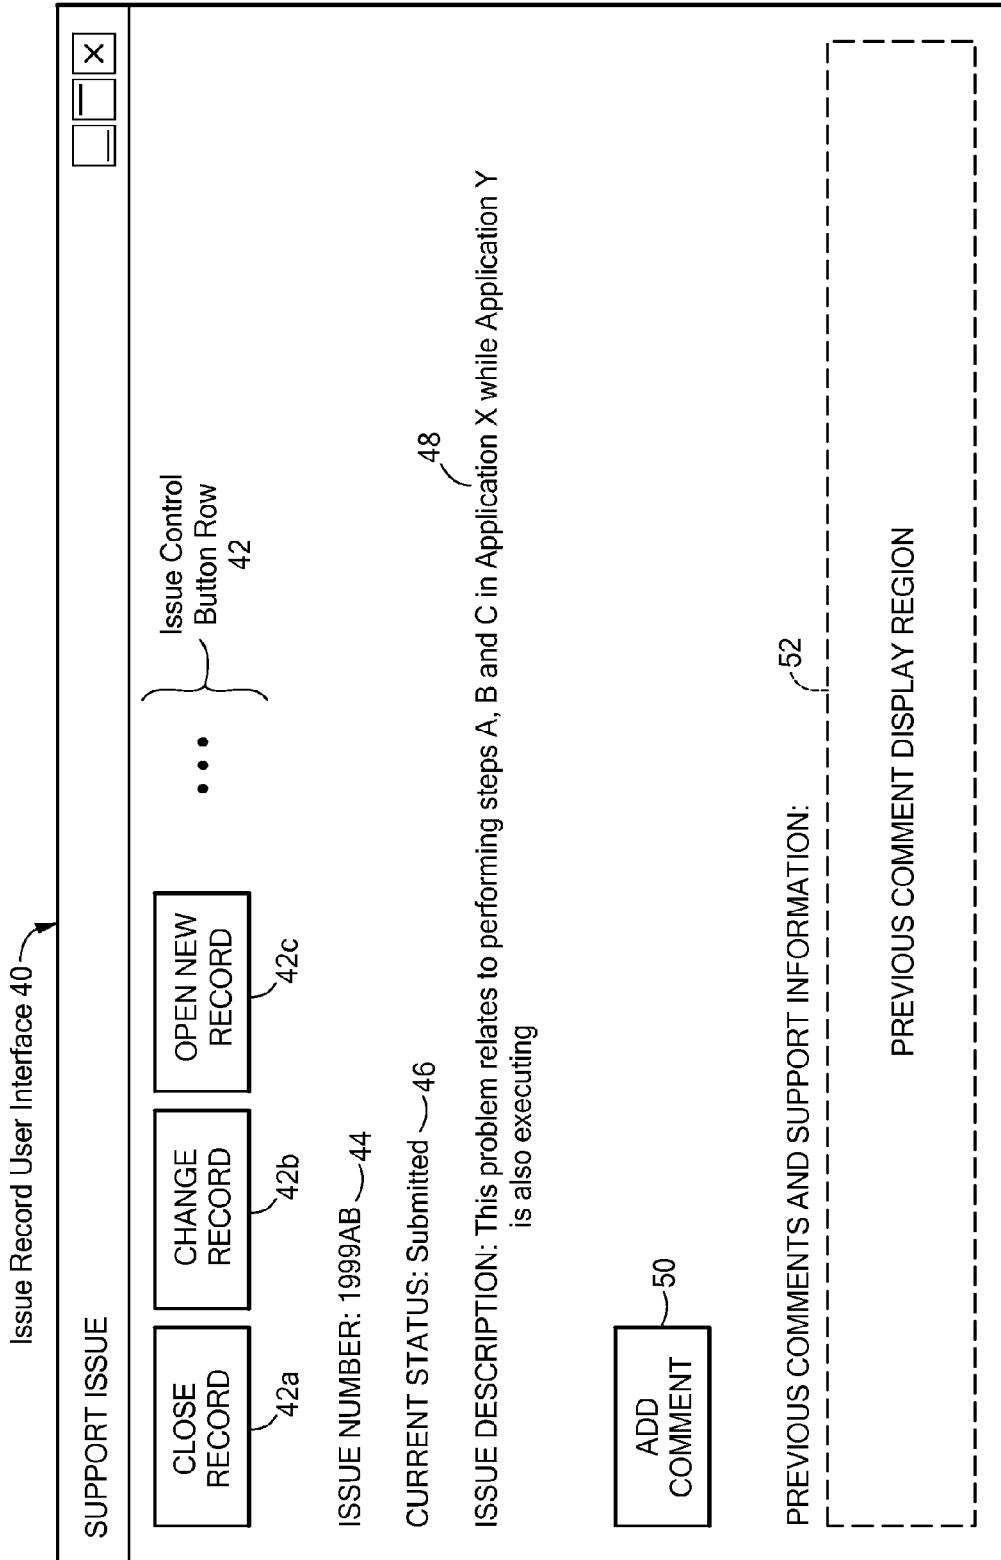 Issue Record User Interface 40
SUPPORT ISSUE
CLOSE
RECORD
42a
CHANGE
RECORD
42b
OPEN NEW
RECORD
42c
Issue Control
Button Row
42
ISSUE NUMBER: 1999AB
44
CURRENT STATUS: Submitted
46
48
ISSUE DESCRIPTION: This problem relates to performing steps A, B and C in Application X while Application Y
is also executing
ADD
COMMENT
50
PREVIOUS COMMENTS AND SUPPORT INFORMATION:
52
PREVIOUS COMMENT DISPLAY REGION